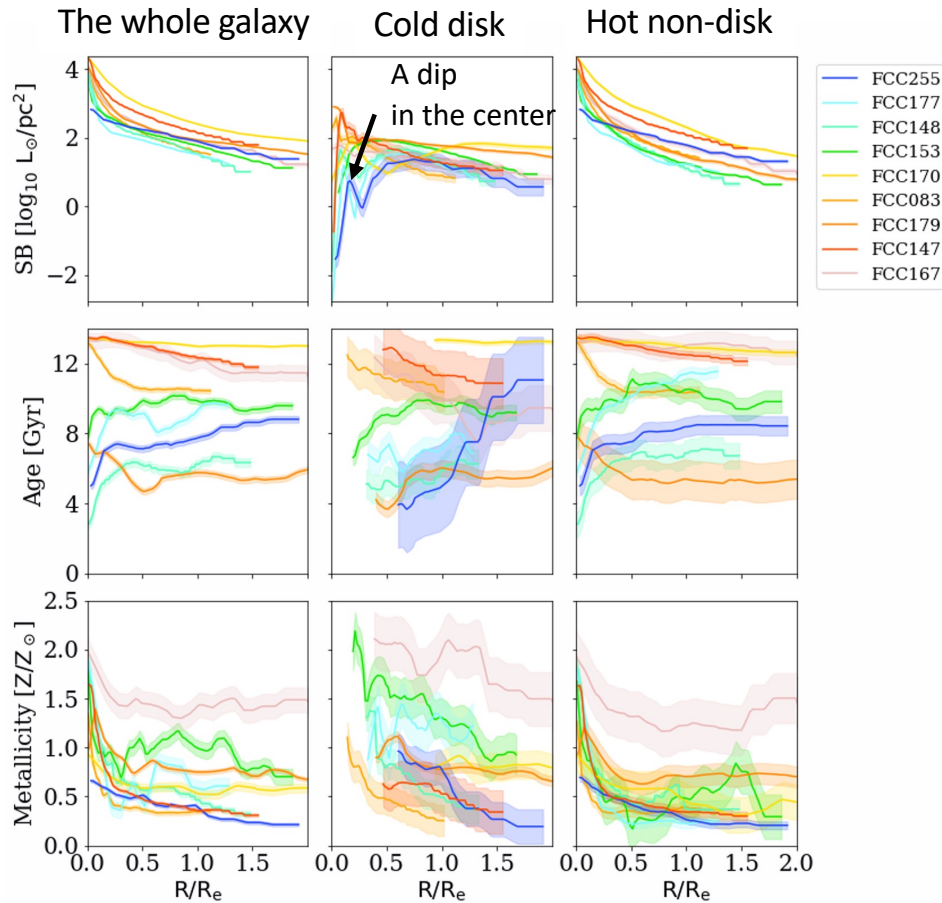 The whole galaxy
Cold disk
Hot non-disk
A dip
in the center
SB [log₁₀ L⊙/pc²]
4
2
0
−2
FCC255
FCC177
FCC148
FCC153
FCC170
FCC083
FCC179
FCC147
FCC167
Age [Gyr]
12
8
4
0
Metallicity [Z/Z⊙]
2.5
2.0
1.5
1.0
0.5
0.0
0.0 0.5 1.0 1.5
0.0 0.5 1.0 1.5
0.0 0.5 1.0 1.5 2.0
R/Rₑ
R/Rₑ
R/Rₑ